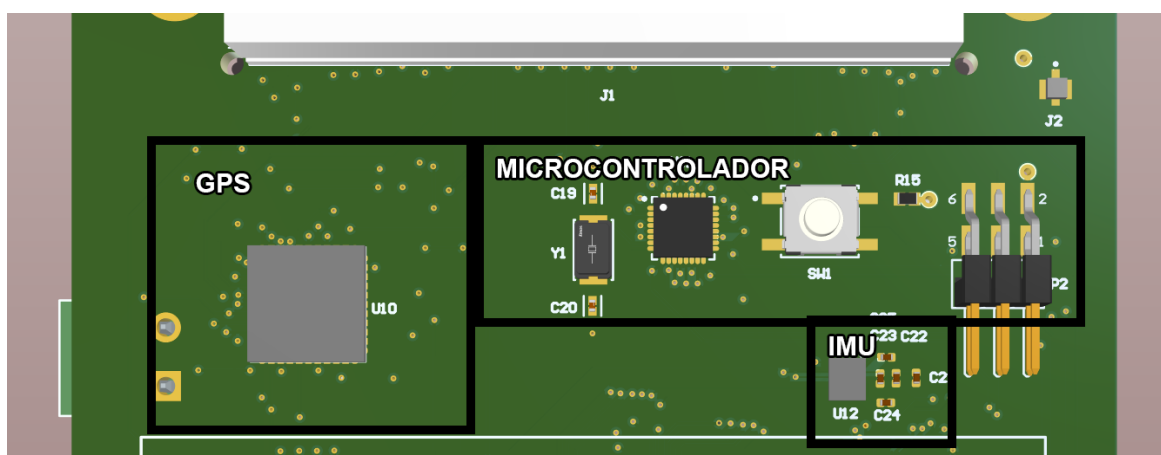 J1
J2
GPS
MICROCONTROLADOR
C19
R15
6
2
Y1
5
1
SW1
P2
C20
U10
IMU
C23 C22
U12
C24